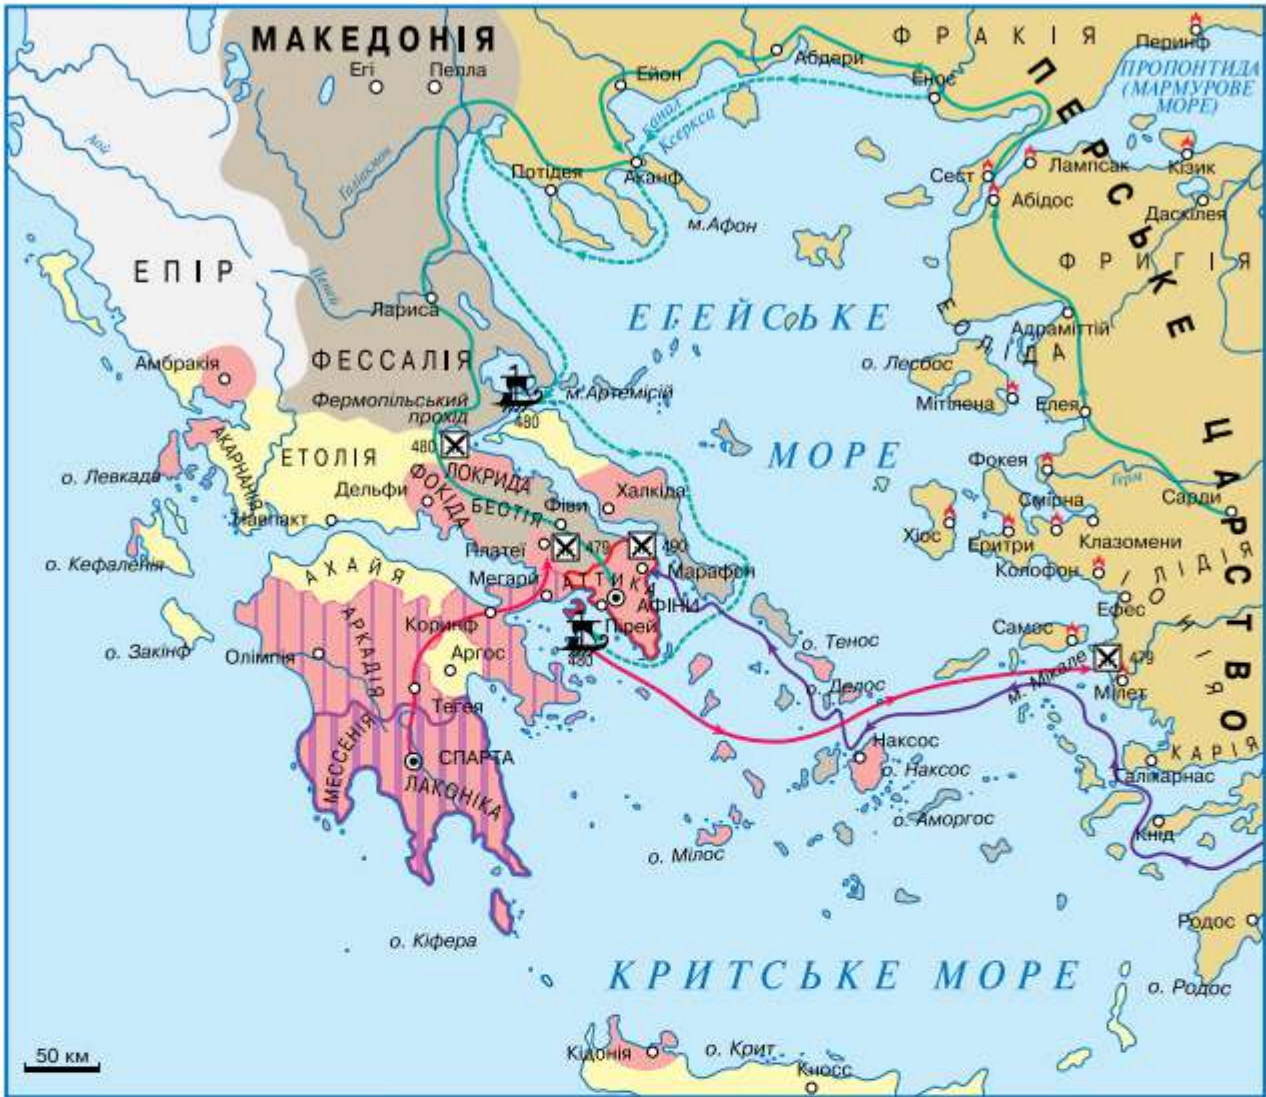 МАКЕДОНІЯ
Егі
Пелла
Ейон
Абдери
ФРАКІЯ
Енос
Перинф
ПРОПОНТИДА
(МАРМУРОВЕ
МОРЕ)
ПЕРСЬКЕ ЦАРСТВО
Аой
Галіакмон
канал
Ксеркса
Потідея
Аканф
м.Афон
Сест
Лампсак
Кізик
Абідос
Даскілея
ФРИГІЯ
ЕПІР
Пеней
Лариса
ЕГЕЙСЬКЕ
МОРЕ
ЕОЛІДА
Адраміттій
о. Лесбос
Мітілена
Елея
ФЕССАЛІЯ
Амбракія
Фермопільський
прохід
м.Артемісій
480
480
АКАРНАНІЯ
ЕТОЛІЯ
ЛОКРИДА
ФОКІДА
БЕОТІЯ
о. Левкада
Дельфи
Навпакт
Фіви
Халкіда
Фокея
Герм
Смірна
Сарди
Хіос
Еритри
Клазомени
Колофон
ЛІДІЯ
ІОНІЯ
Ефес
о. Кефаленія
АХАЙЯ
Платеї
479
490
Марафон
Мегари
АТТИКА
АФІНИ
Пірей
480
Коринф
АРКАДІЯ
о. Закінф
Олімпія
Аргос
Тегея
о. Тенос
о. Делос
Самос
м. Мікале
479
Мілет
МЕССЕНІЯ
СПАРТА
ЛАКОНІКА
Наксос
о. Наксос
КАРІЯ
Галікарнас
о. Аморгос
Кнід
о. Мілос
о. Кіфера
Родос
о. Родос
КРИТСЬКЕ МОРЕ
50 км
Кідонія
о. Крит
Кносс